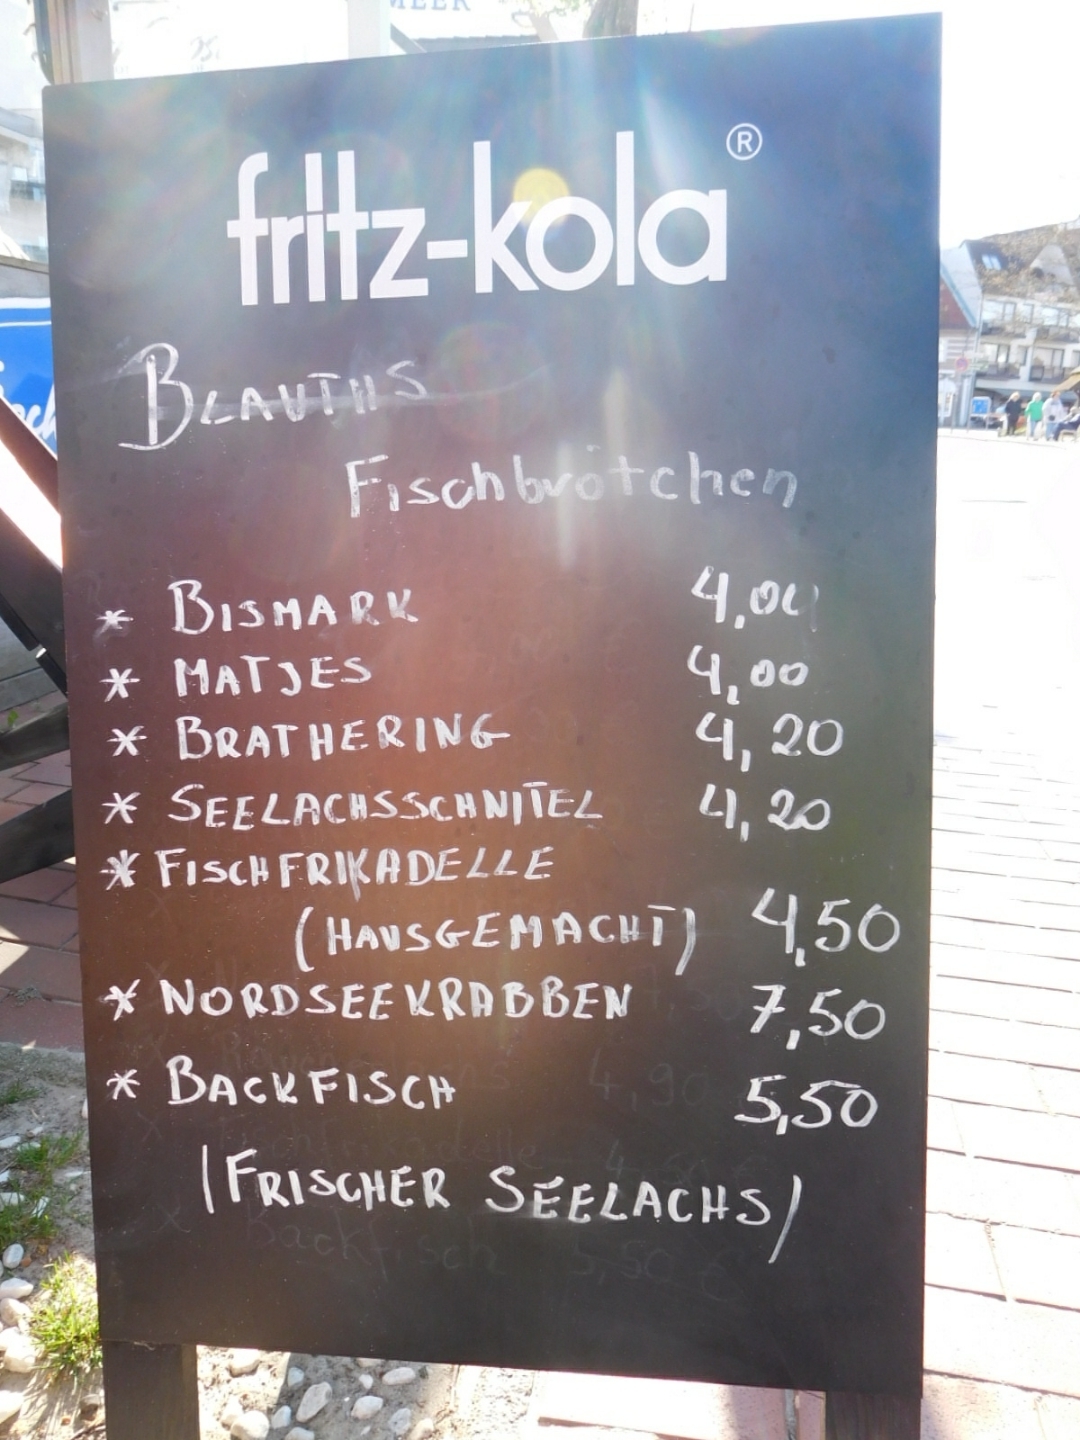 MEER
fritz-kola®
BLAUTHS
Fischbrötchen
* BISMARK 4,00
* MATJES 4,00
* BRATHERING 4,20
* SEELACHSSCHNITEL 4,20
* FISCHFRIKADELLE
(HAUSGEMACHT) 4,50
* NORDSEEKRABBEN 7,50
* BACKFISCH 5,50
(FRISCHER SEELACHS)